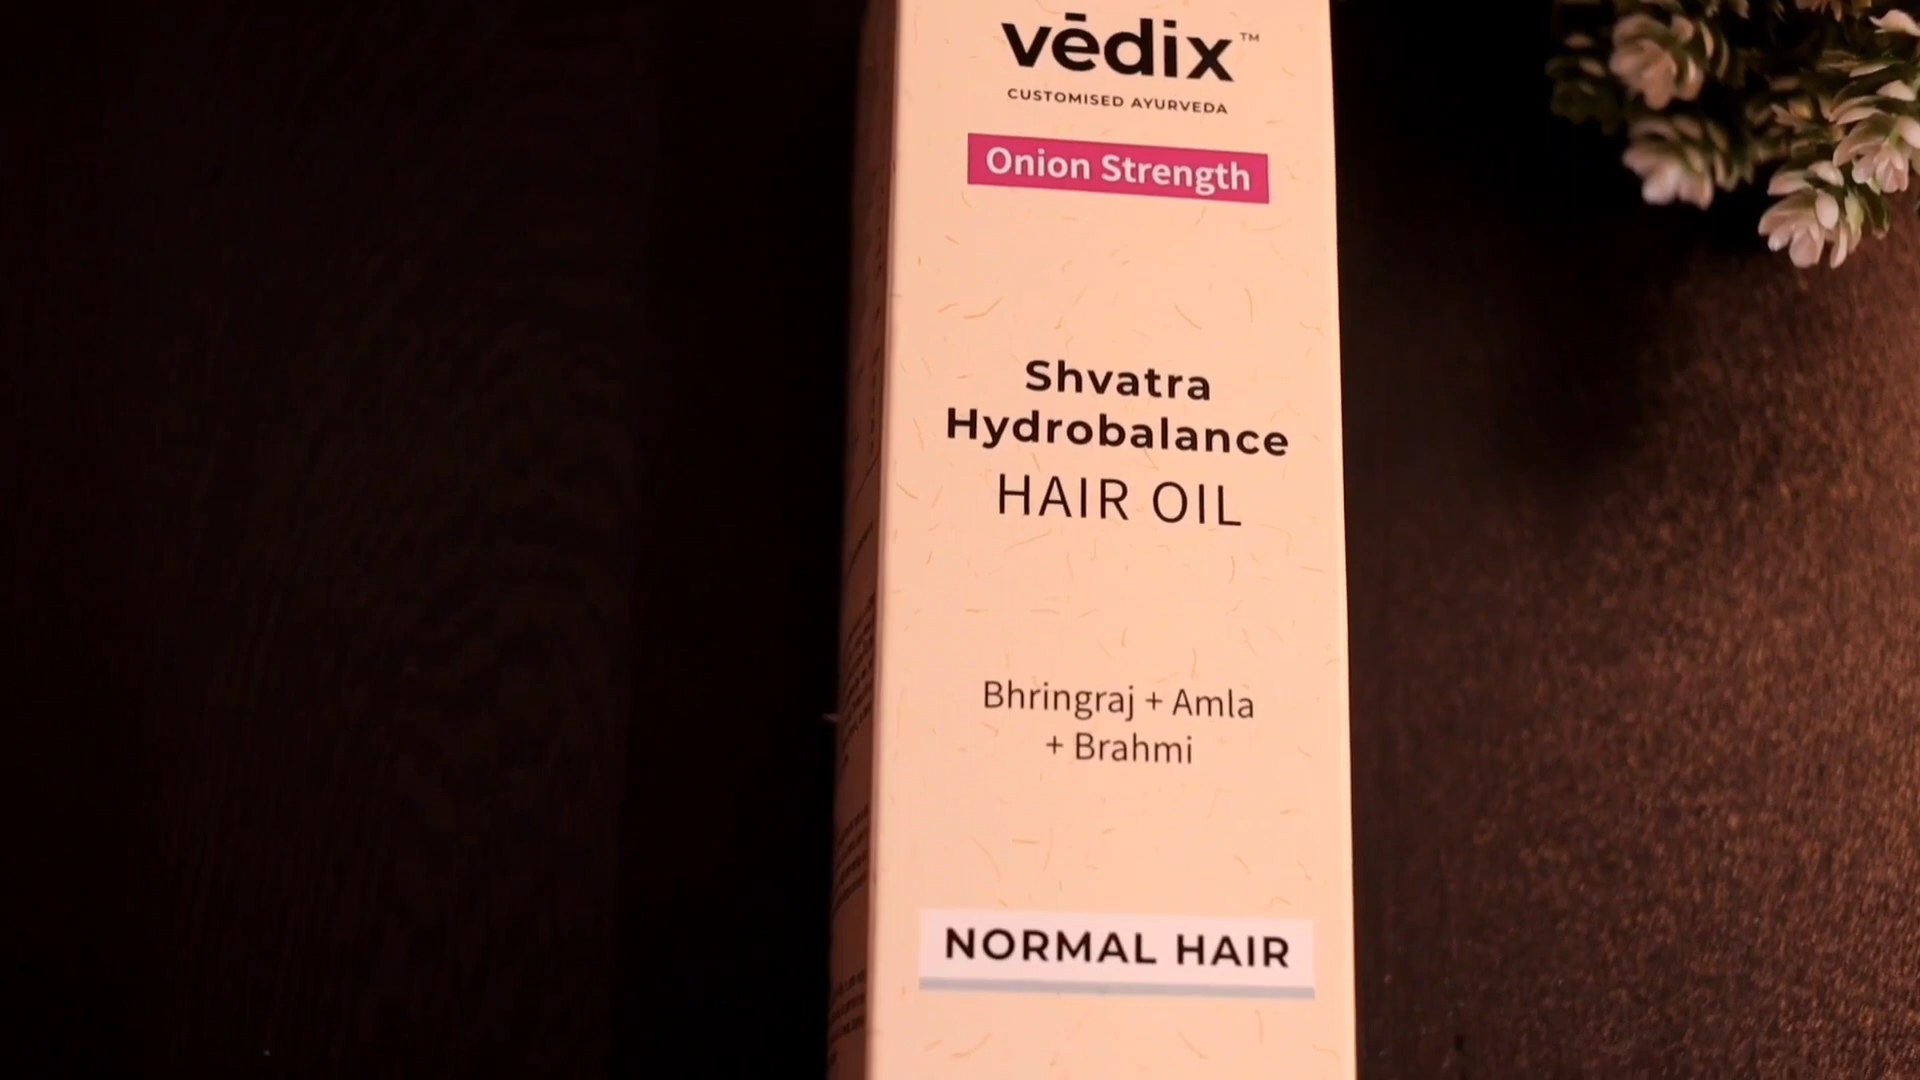 vēdix™
CUSTOMISED AYURVEDA
Onion Strength
Shvatra
Hydrobalance
HAIR OIL
Bhringraj + Amla
+ Brahmi
NORMAL HAIR